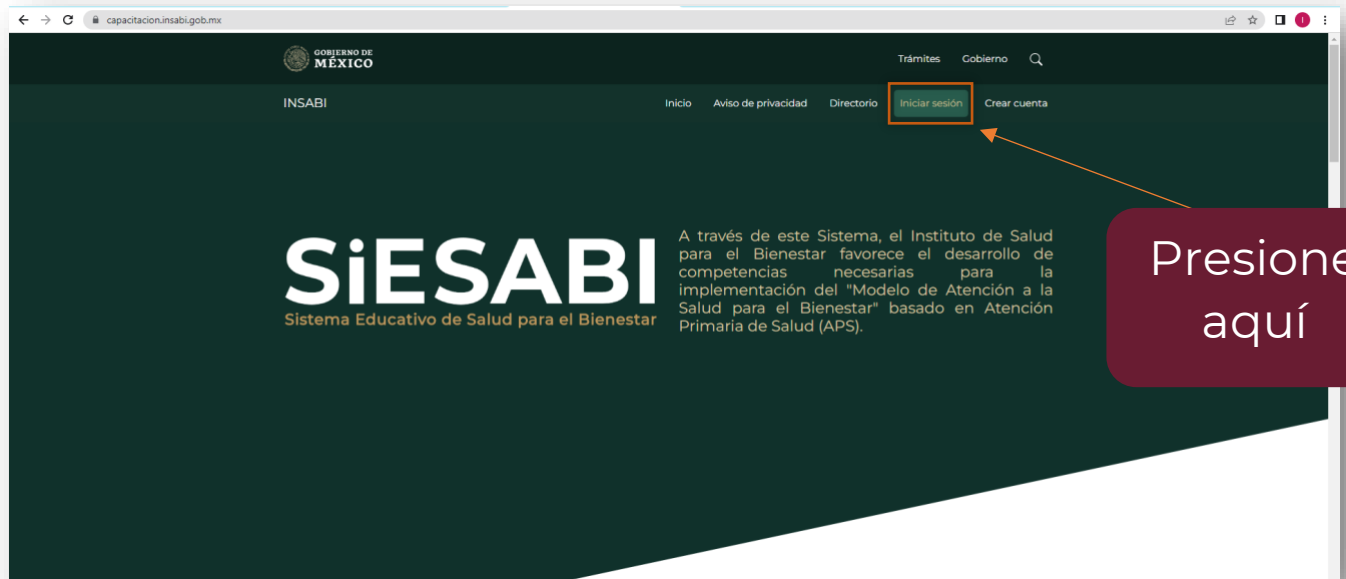 capacitacion.insabi.gob.mx
GOBIERNO DE
MÉXICO
Trámites Gobierno
INSABI
Inicio Aviso de privacidad Directorio Iniciar sesión Crear cuenta
SiESABI
Sistema Educativo de Salud para el Bienestar
A través de este Sistema, el Instituto de Salud
para el Bienestar favorece el desarrollo de
competencias necesarias para la
implementación del "Modelo de Atención a la
Salud para el Bienestar" basado en Atención
Primaria de Salud (APS).
Presione
aquí